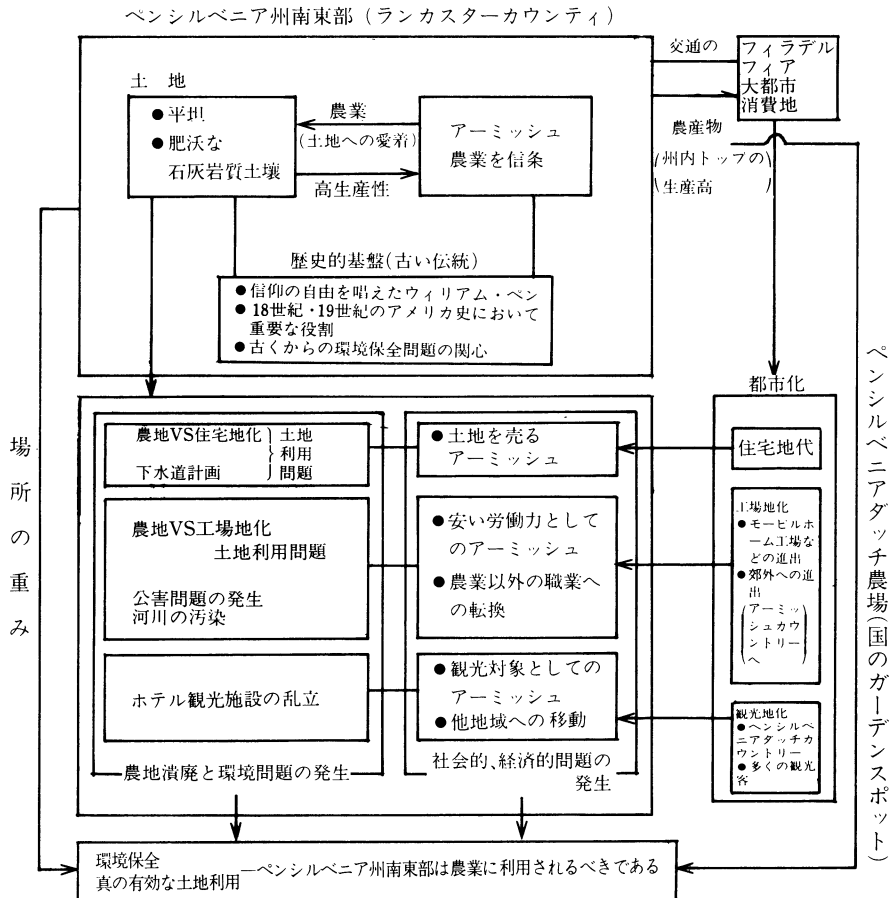 ペンシルベニア州南東部(ランカスターカウンティ)
土 地
●平坦
●肥沃な
石灰岩質土壌
農業
(土地への愛着)
高生産性
アーミッシュ
農業を信条
歴史的基盤(古い伝統)
●信仰の自由を唱えたウィリアム・ペン
●18世紀・19世紀のアメリカ史において
重要な役割
●古くからの環境保全問題の関心
交通の
フィラデル
フィア
大都市
消費地
農産物
(州内トップの
生産高)
都市化
住宅地代
工場地化
●モービルホ
ーム工場な
どの進出
●郊外への進
出
(アーミッ
シュカウ
ントリー
へ)
観光地化
●ペンシルベ
ニアダッチカ
ウントリー
●多くの観光
客
農地VS住宅地化
下水道計画
土地
利用
問題
●土地を売る
アーミッシュ
農地VS工場地化
土地利用問題
公害問題の発生
河川の汚染
●安い労働力として
のアーミッシュ
●農業以外の職業へ
の転換
ホテル観光施設の乱立
●観光対象としての
アーミッシュ
●他地域への移動
農地潰廃と環境問題の発生
社会的、経済的問題の
発生
場所の重み
ペンシルベニアダッチ農場(国のガーデンスポット)
環境保全
真の有効な土地利用―ペンシルベニア州南東部は農業に利用されるべきである